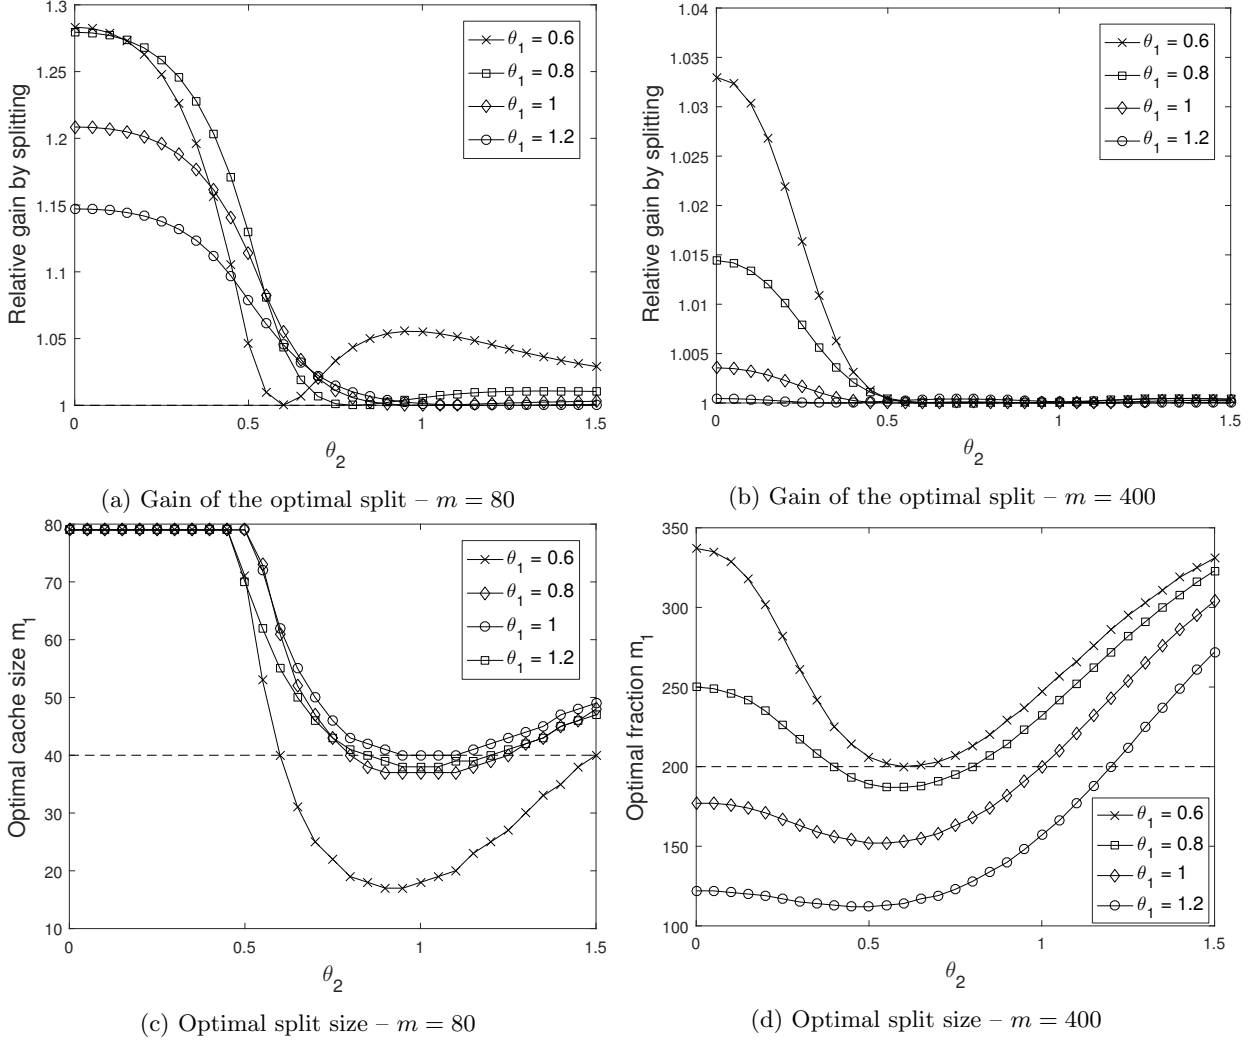 Relative gain by splitting
1.3
1.25
1.2
1.15
1.1
1.05
1
0
0.5
1
1.5
θ2
θ1 = 0.6
θ1 = 0.8
θ1 = 1
θ1 = 1.2
(a) Gain of the optimal split – m = 80
Relative gain by splitting
1.04
1.035
1.03
1.025
1.02
1.015
1.01
1.005
1
0
0.5
1
1.5
θ2
θ1 = 0.6
θ1 = 0.8
θ1 = 1
θ1 = 1.2
(b) Gain of the optimal split – m = 400
Optimal cache size m1
80
70
60
50
40
30
20
10
0
0.5
1
1.5
θ2
θ1 = 0.6
θ1 = 0.8
θ1 = 1
θ1 = 1.2
(c) Optimal split size – m = 80
Optimal fraction m1
350
300
250
200
150
100
0
0.5
1
1.5
θ2
θ1 = 0.6
θ1 = 0.8
θ1 = 1
θ1 = 1.2
(d) Optimal split size – m = 400